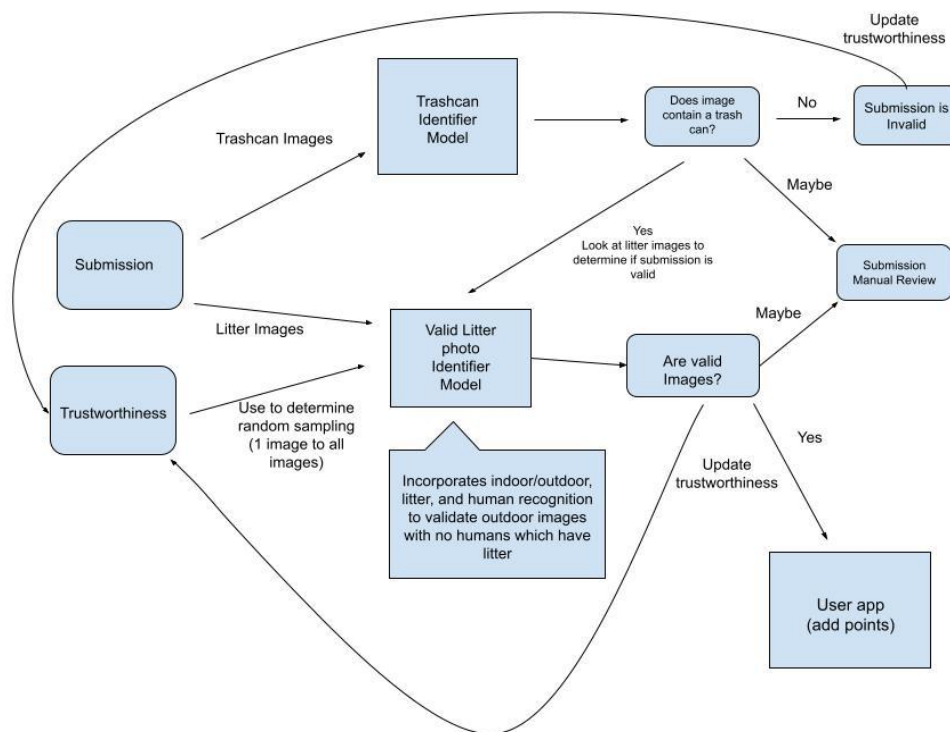 Update
trustworthiness
Trashcan
Identifier
Model
Does image
contain a trash
can?
No
Submission is
Invalid
Trashcan Images
Maybe
Submission
Yes
Look at litter images to
determine if submission is
valid
Submission
Manual Review
Litter Images
Valid Litter
photo
Identifier
Model
Maybe
Are valid
Images?
Trustworthiness
Use to determine
random sampling
(1 image to all
images)
Yes
Update
trustworthiness
Incorporates indoor/outdoor,
litter, and human recognition
to validate outdoor images
with no humans which have
litter
User app
(add points)